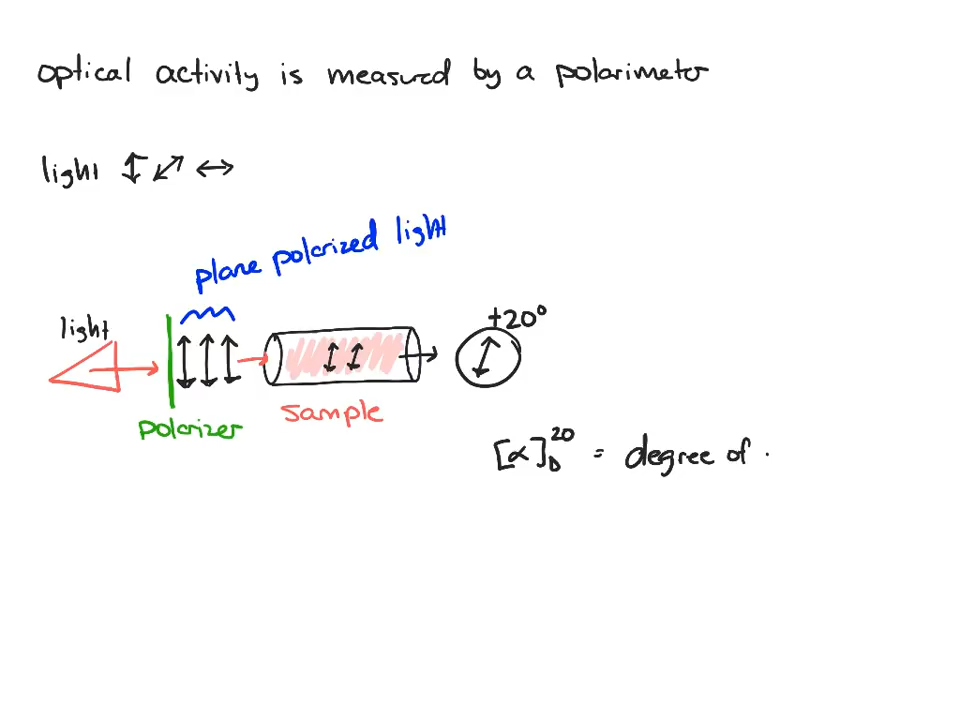 optical activity is measured by a polarimeter
light
plane polarized light
light
+20°
polarizer
sample
[α]D20 = degree of